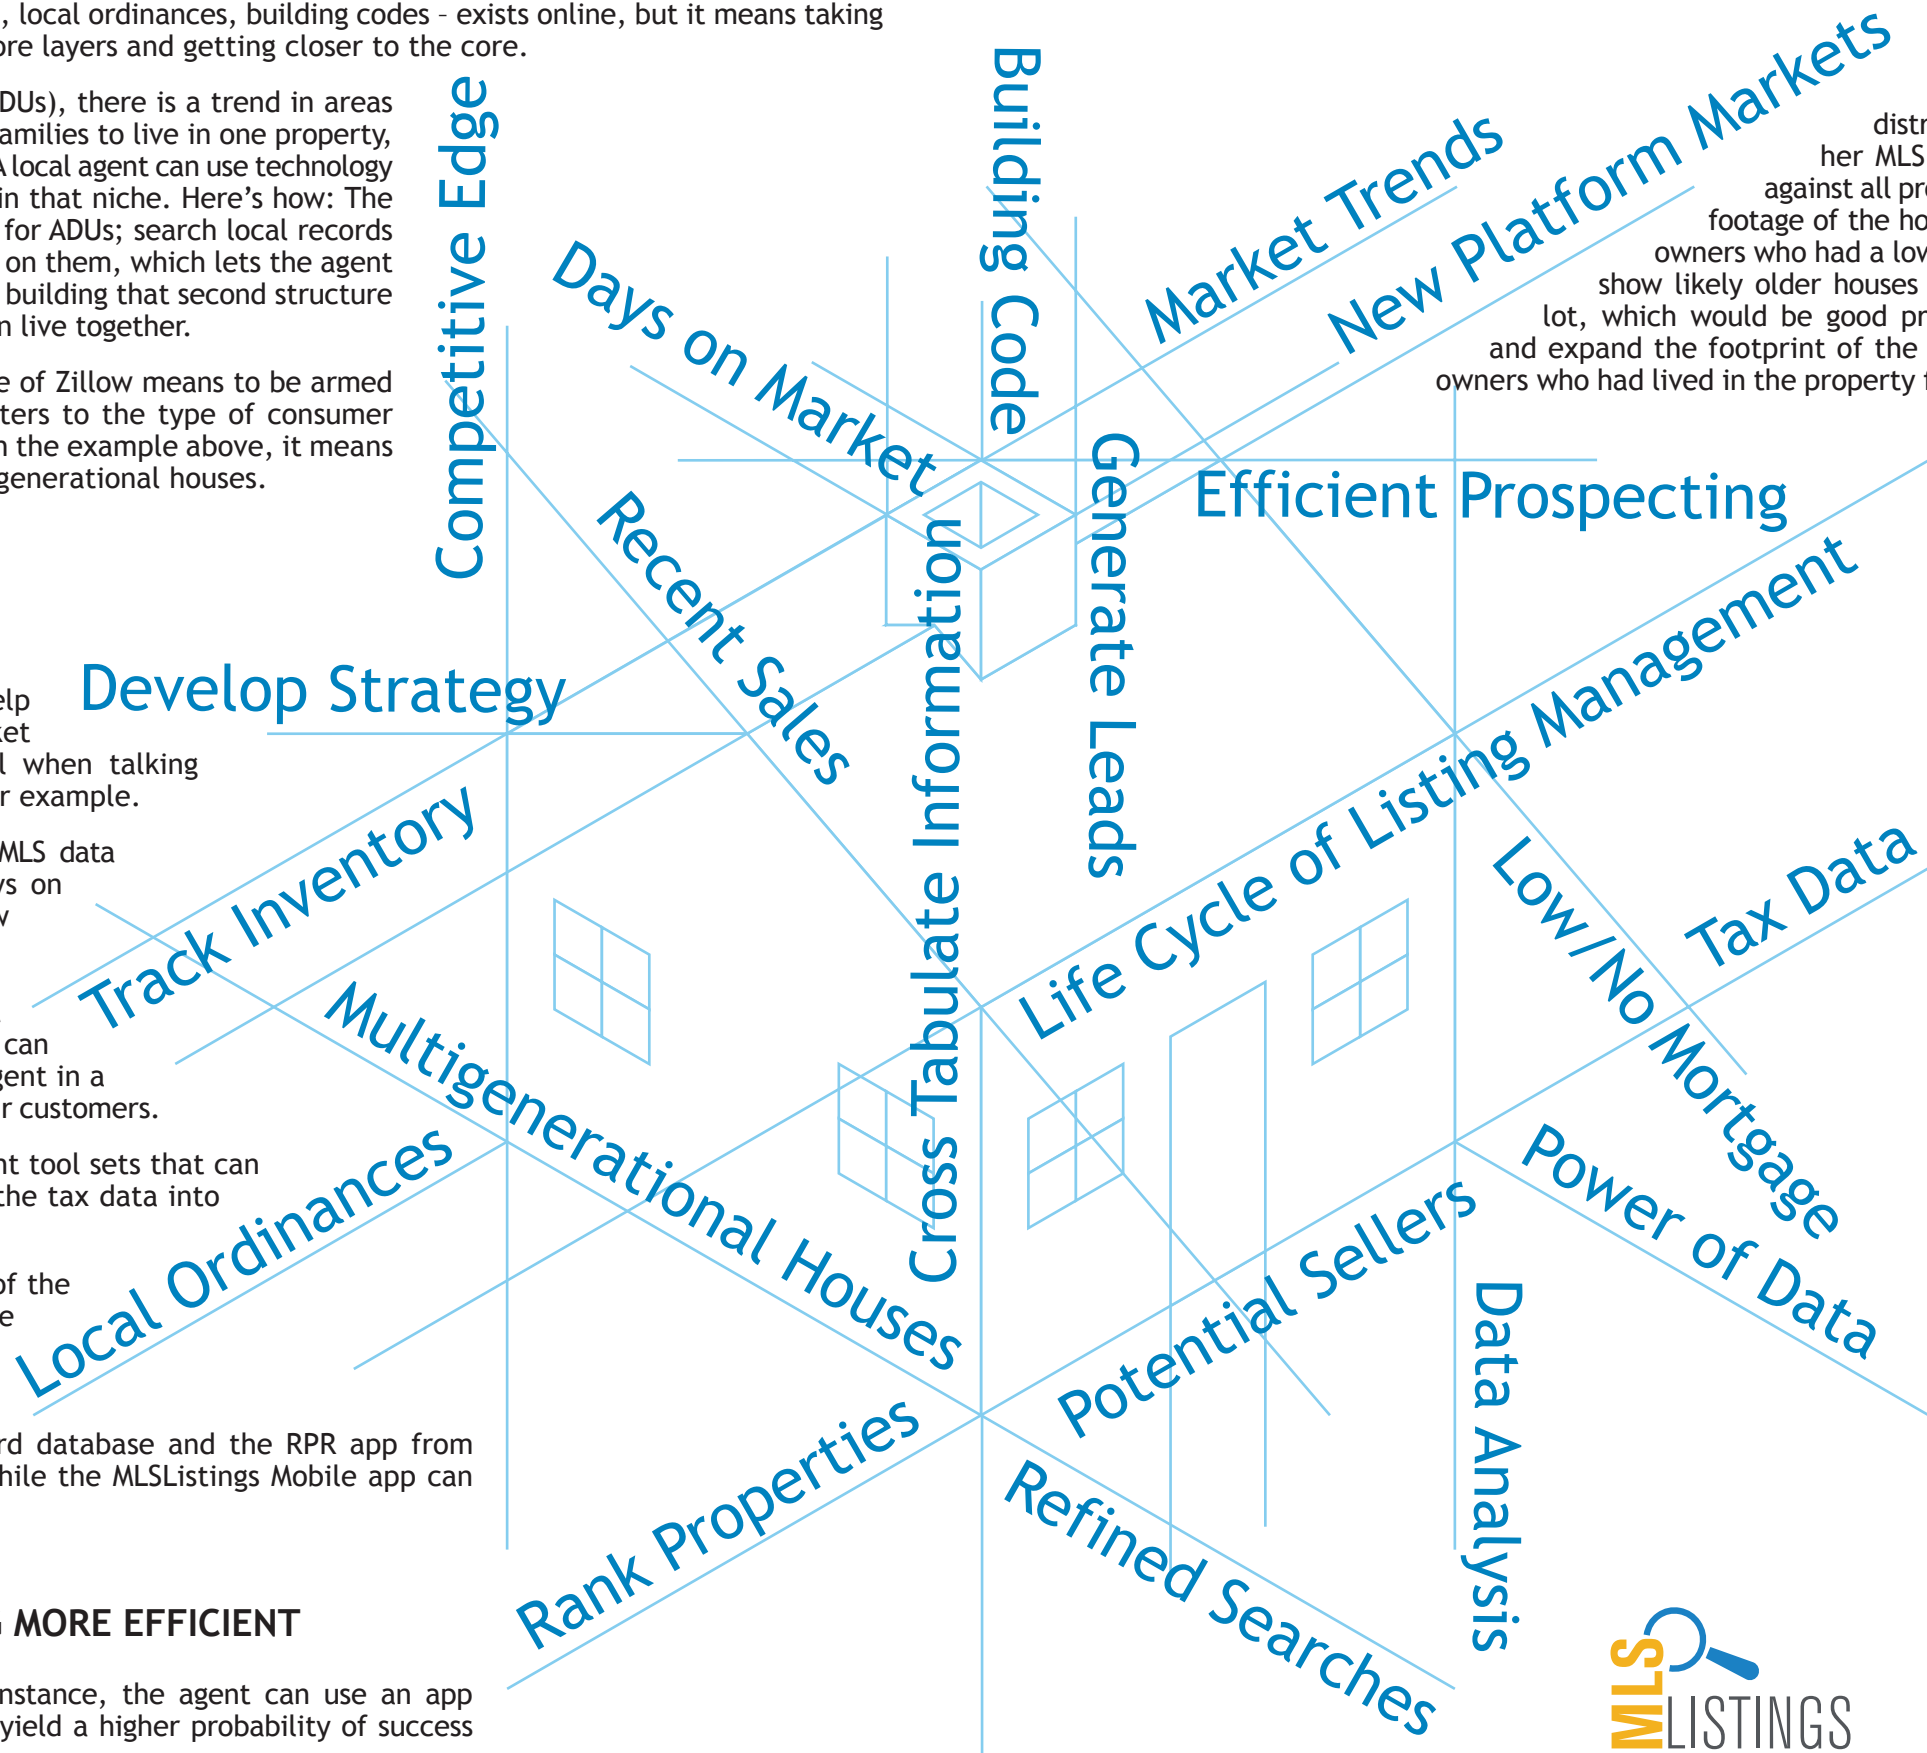 , local ordinances, building codes - exists online, but it means taking
ore layers and getting closer to the core.
DUs), there is a trend in areas
amilies to live in one property,
A local agent can use technology
in that niche. Here's how: The
for ADUs; search local records
on them, which lets the agent
building that second structure
n live together.
e of Zillow means to be armed
ters to the type of consumer
n the example above, it means
generational houses.
elp
ket
l when talking
r example.
MLS data
ys on
w
can
gent in a
r customers.
nt tool sets that can
the tax data into
of the
e
rd database and the RPR app from
hile the MLSListings Mobile app can
G MORE EFFICIENT
nstance, the agent can use an app
yield a higher probability of success
distr
her MLS
against all pro
footage of the ho
owners who had a low
show likely older houses
lot, which would be good pr
and expand the footprint of the
owners who had lived in the property f
Competitive Edge
Days on Market
Building Code
Market Trends
New Platform Markets
Recent Sales
Generate Leads
Efficient Prospecting
Develop Strategy
Cross Tabulate Information
Life Cycle of Listing Management
Track Inventory
Multigenerational Houses
Low/No Mortgage
Tax Data
Local Ordinances
Potential Sellers
Power of Data
Rank Properties
Refined Searches
Data Analysis
MLS
LISTINGS